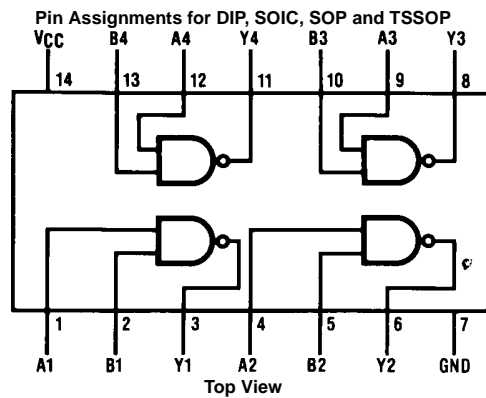 Pin Assignments for DIP, SOIC, SOP and TSSOP
VCC B4 A4 Y4 B3 A3 Y3
14 13 12 11 10 9 8
1 2 3 4 5 6 7
A1 B1 Y1 A2 B2 Y2 GND
Top View